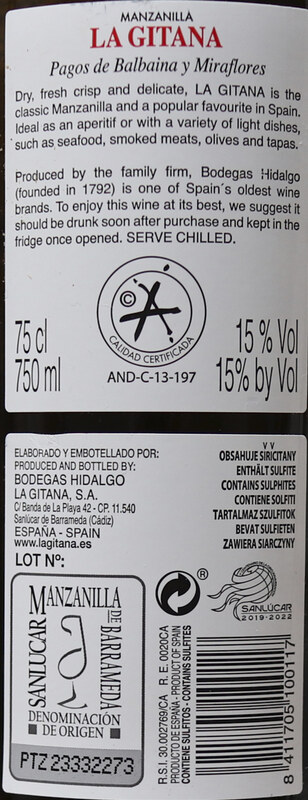 MANZANILLA
LA GITANA
Pagos de Balbaina y Miraflores
Dry, fresh crisp and delicate, LA GITANA is the
classic Manzanilla and a popular favourite in Spain.
Ideal as an aperitif or with a variety of light dishes,
such as seafood, smoked meats, olives and tapas.
Produced by the family firm, Bodegas Hidalgo
(founded in 1792) is one of Spain´s oldest wine
brands. To enjoy this wine at its best, we suggest it
should be drunk soon after purchase and kept in the
fridge once opened. SERVE CHILLED.
©
CALIDAD CERTIFICADA
75 cl
750 ml
AND-C-13-197
15 % Vol
15% by Vol
ELABORADO Y EMBOTELLADO POR:
PRODUCED AND BOTTLED BY:
BODEGAS HIDALGO
LA GITANA, S.A.
C/ Banda de La Playa 42 - CP. 11.540
Sanlúcar de Barrameda (Cádiz)
ESPAÑA - SPAIN
www.lagitana.es
LOT Nº:
OBSAHUJE SIŘIČITANY
ENTHÄLT SULFITE
CONTAINS SULPHITES
CONTIENE SOLFITI
TARTALMAZ SZULFITOK
BEVAT SULFIETEN
ZAWIERA SIARCZYNY
®
SANLÚCAR
2019-2022
MANZANILLA
SANLUCAR
DE BARRAMEDA
DENOMINACIÓN
DE ORIGEN
PTZ 23332273
R.S.I. 30.002769/CA R. E. 0020CA
PRODUCTO DE ESPAÑA - PRODUCT OF SPAIN
CONTIENE SULFITOS - CONTAINS SULFITES
8 411705 100117